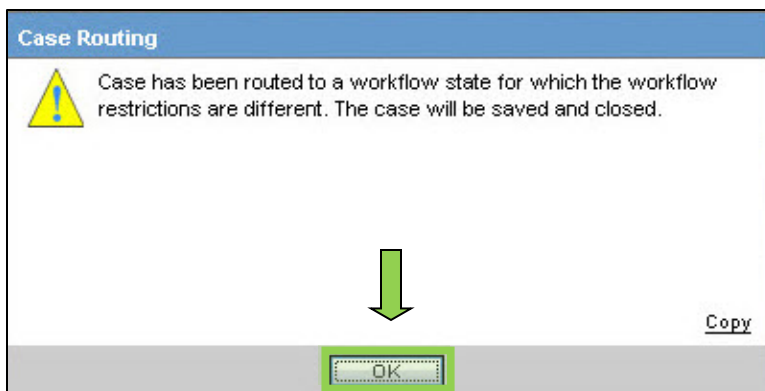 Case Routing
Case has been routed to a workflow state for which the workflow
restrictions are different. The case will be saved and closed.
Copy
OK